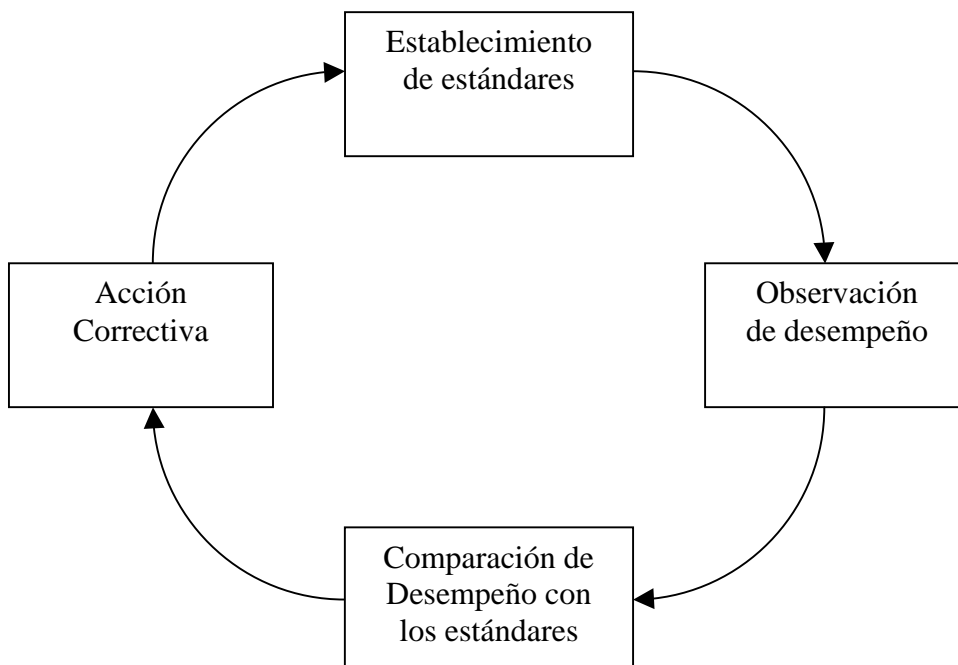 Establecimiento
de estándares
Observación
de desempeño
Comparación de
Desempeño con
los estándares
Acción
Correctiva